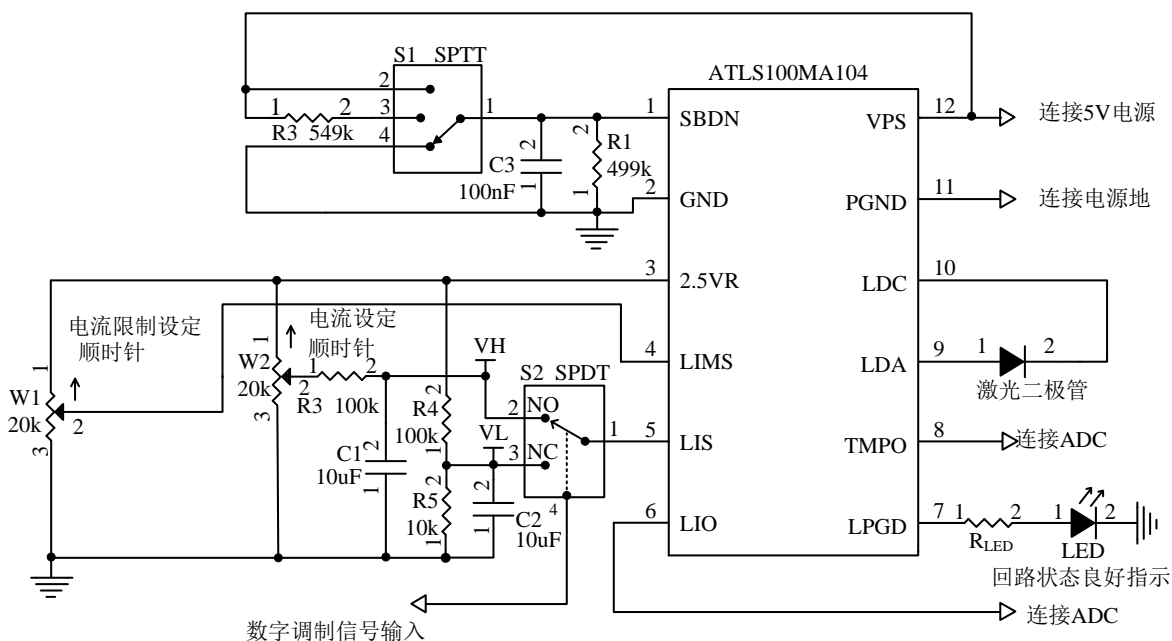 S1 SPTT
ATLS100MA104
2
1 2 3
R3 549k
4
1
2
C3
1
100nF
2
R1
499k
1
1 SBDN
2 GND
3 2.5VR
4 LIMS
5 LIS
6 LIO
VPS 12
连接5V电源
PGND 11
连接电源地
LDC 10
LDA 9
1 2
激光二极管
TMPO 8
连接ADC
LPGD 7
1 2
RLED
1 2
LED
回路状态良好指示
连接ADC
电流限制设定
顺时针
1
W1
20k
2
3
电流设定
顺时针
1
W2
20k
2
3
1 2
R3 100k
VH
2
C1
10uF
1
2
R4
100k
1
VL
2
R5
10k
1
2
C2
10uF
1
S2 SPDT
2 NO
3 NC
1
4
数字调制信号输入